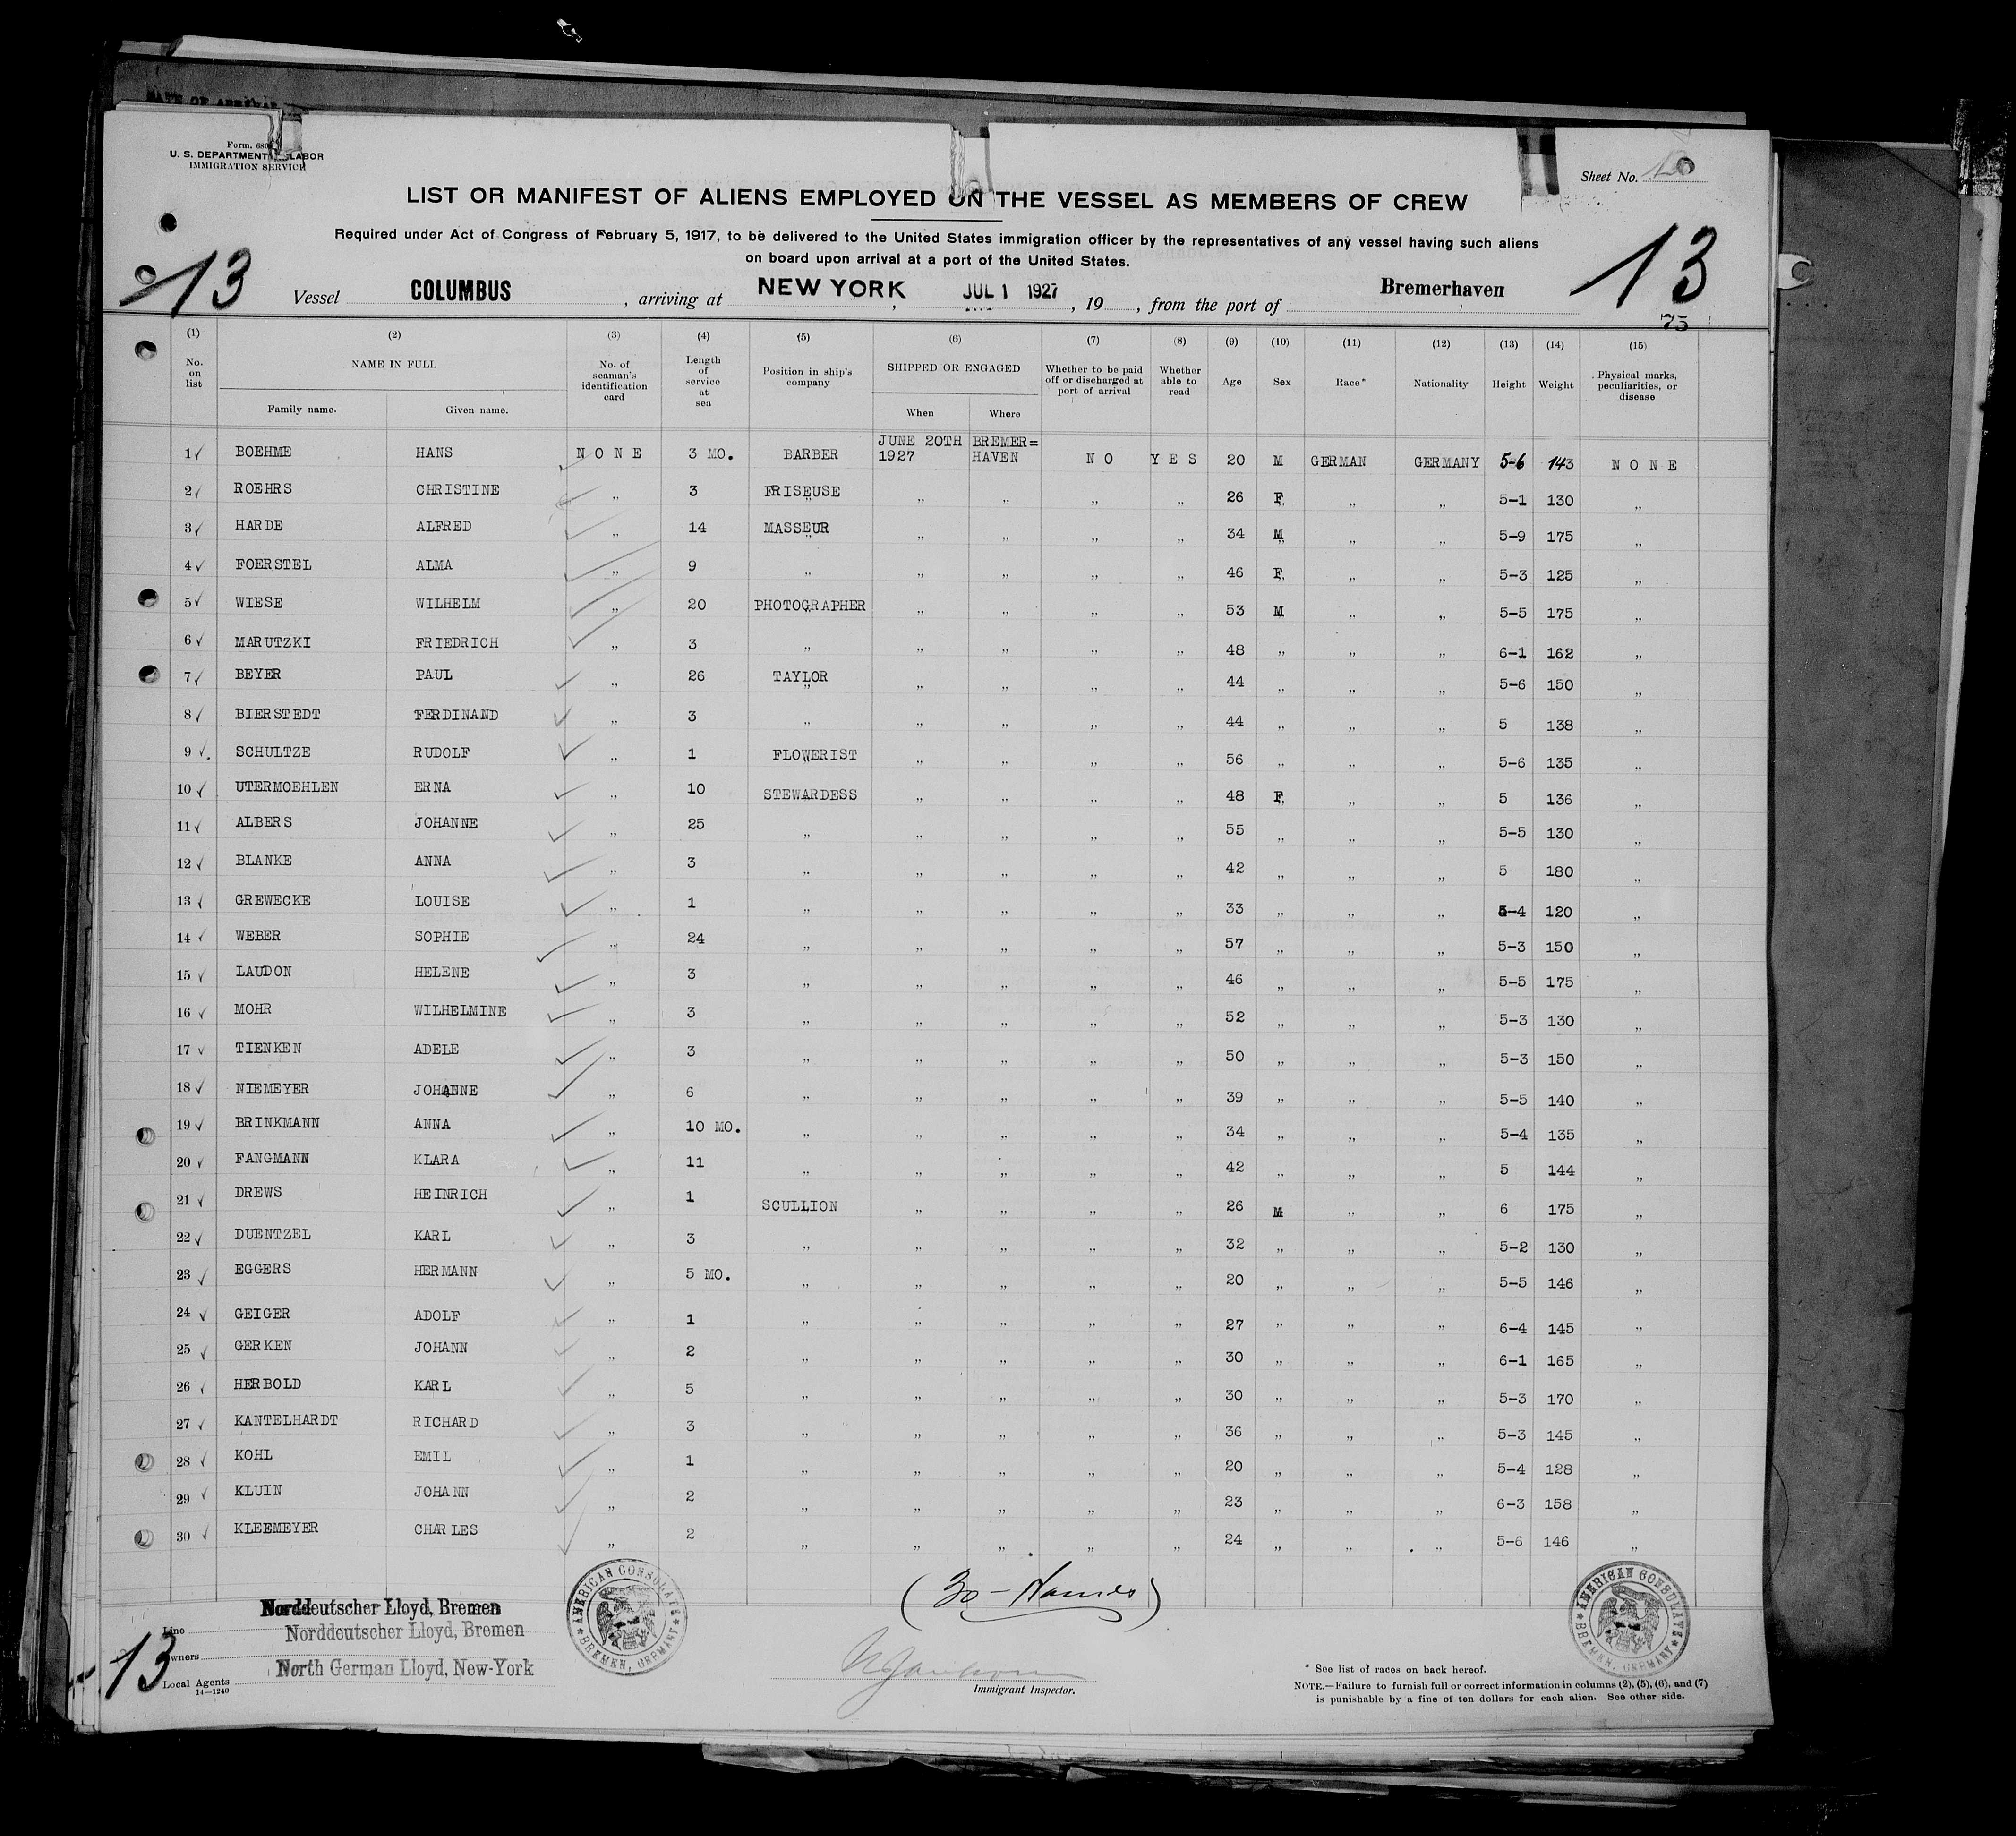 Form. 680
U. S. DEPARTMENT LABOR
IMMIGRATION SERVICE
Sheet No.
LIST OR MANIFEST OF ALIENS EMPLOYED ON THE VESSEL AS MEMBERS OF CREW
Required under Act of Congress of February 5, 1917, to be delivered to the United States immigration officer by the representatives of any vessel having such aliens
on board upon arrival at a port of the United States.
13 Vessel COLUMBUS, arriving at NEW YORK, JUL 1 1927, 19 , from the port of Bremerhaven 13
75
(1) (2) (3) (4) (5) (6) (7) (8) (9) (10) (11) (12) (13) (14) (15)
No. on list NAME IN FULL Family name. Given name. No. of seaman's identification card Length of service at sea Position in ship's company SHIPPED OR ENGAGED When Where Whether to be paid off or discharged at port of arrival Whether able to read Age Sex Race* Nationality Height Weight Physical marks, peculiarities, or disease
1 BOEHME HANS NONE 3 MO. BARBER JUNE 20TH 1927 BREMER=HAVEN NO YES 20 M GERMAN GERMANY 5-6 143 NONE
2 ROEHRS CHRISTINE " 3 FRISEUSE " " " " 26 F " " 5-1 130 "
3 HARDE ALFRED " 14 MASSEUR " " " " 34 M " " 5-9 175 "
4 FOERSTEL ALMA " 9 " " " " " 46 F " " 5-3 125 "
5 WIESE WILHELM " 20 PHOTOGRAPHER " " " " 53 M " " 5-5 175 "
6 MARUTZKI FRIEDRICH " 3 " " " " " 48 " " " 6-1 162 "
7 BEYER PAUL " 26 TAYLOR " " " " 44 " " " 5-6 150 "
8 BIERSTEDT FERDINAND " 3 " " " " " 44 " " " 5 138 "
9 SCHULTZE RUDOLF " 1 FLOWERIST " " " " 56 " " " 5-6 135 "
10 UTERMOEHLEN ERNA " 10 STEWARDESS " " " " 48 F " " 5 136 "
11 ALBERS JOHANNE " 25 " " " " " 55 " " " 5-5 130 "
12 BLANKE ANNA " 3 " " " " " 42 " " " 5 180 "
13 GREWECKE LOUISE " 1 " " " " " 33 " " " 5-4 120 "
14 WEBER SOPHIE " 24 " " " " " 57 " " " 5-3 150 "
15 LAUDON HELENE " 3 " " " " " 46 " " " 5-5 175 "
16 MOHR WILHELMINE " 3 " " " " " 52 " " " 5-3 130 "
17 TIENKEN ADELE " 3 " " " " " 50 " " " 5-3 150 "
18 NIEMEYER JOHANNE " 6 " " " " " 39 " " " 5-5 140 "
19 BRINKMANN ANNA " 10 MO. " " " " " 34 " " " 5-4 135 "
20 FANGMANN KLARA " 11 " " " " " 42 " " " 5 144 "
21 DREWS HEINRICH " 1 SCULLION " " " " 26 M " " 6 175 "
22 DUENTZEL KARL " 3 " " " " " 32 " " " 5-2 130 "
23 EGGERS HERMANN " 5 MO. " " " " " 20 " " " 5-5 146 "
24 GEIGER ADOLF " 1 " " " " " 27 " " " 6-4 145 "
25 GERKEN JOHANN " 2 " " " " " 30 " " " 6-1 165 "
26 HERBOLD KARL " 5 " " " " " 30 " " " 5-3 170 "
27 KANTELHARDT RICHARD " 3 " " " " " 36 " " " 5-3 145 "
28 KOHL EMIL " 1 " " " " " 20 " " " 5-4 128 "
29 KLUIN JOHANN " 2 " " " " " 23 " " " 6-3 158 "
30 KLEEMEYER CHARLES " 2 " " " " " 24 " " " 5-6 146 "
(30 - Names)
AMERICAN CONSULATE BREMEN, GERMANY
AMERICAN CONSULATE BREMEN, GERMANY
Line Norddeutscher Lloyd, Bremen
Owners Norddeutscher Lloyd, Bremen
13
Local Agents North German Lloyd, New-York
14-1240
Immigrant Inspector.
* See list of races on back hereof.
NOTE.—Failure to furnish full or correct information in columns (2), (5), (6), and (7)
is punishable by a fine of ten dollars for each alien. See other side.